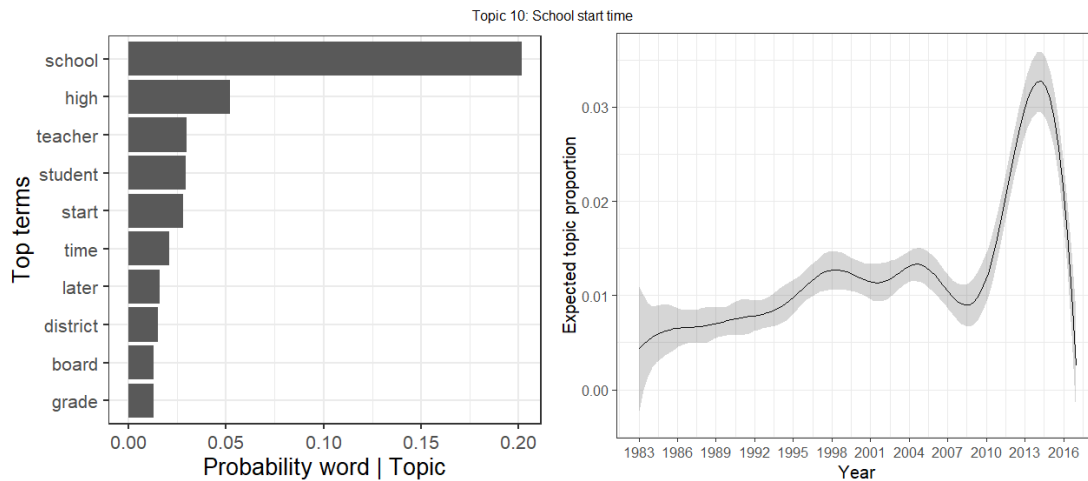 Topic 10: School start time
Top terms
school
high
teacher
student
start
time
later
district
board
grade
0.00 0.05 0.10 0.15 0.20
Probability word | Topic
Expected topic proportion
0.03
0.02
0.01
0.00
1983 1986 1989 1992 1995 1998 2001 2004 2007 2010 2013 2016
Year